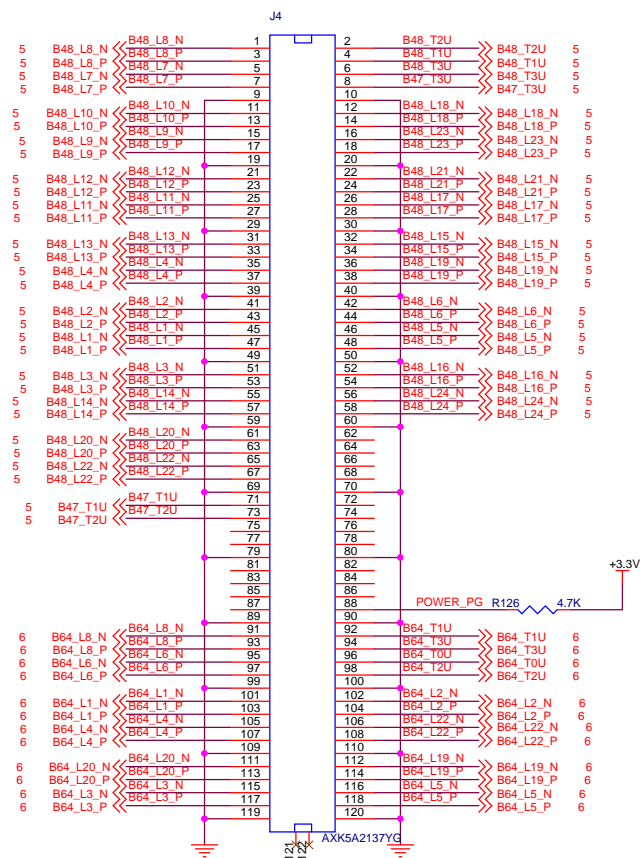 J4
5 B48_L8_N B48_L8_N 1 2 B48_T2U B48_T2U 5
5 B48_L8_P B48_L8_P 3 4 B48_T1U B48_T1U 5
5 B48_L7_N B48_L7_N 5 6 B48_T3U B48_T3U 5
5 B48_L7_P B48_L7_P 7 8 B47_T3U B47_T3U 5
9 10
5 B48_L10_N B48_L10_N 11 12 B48_L18_N B48_L18_N 5
5 B48_L10_P B48_L10_P 13 14 B48_L18_P B48_L18_P 5
5 B48_L9_N B48_L9_N 15 16 B48_L23_N B48_L23_N 5
5 B48_L9_P B48_L9_P 17 18 B48_L23_P B48_L23_P 5
19 20
5 B48_L12_N B48_L12_N 21 22 B48_L21_N B48_L21_N 5
5 B48_L12_P B48_L12_P 23 24 B48_L21_P B48_L21_P 5
5 B48_L11_N B48_L11_N 25 26 B48_L17_N B48_L17_N 5
5 B48_L11_P B48_L11_P 27 28 B48_L17_P B48_L17_P 5
29 30
5 B48_L13_N B48_L13_N 31 32 B48_L15_N B48_L15_N 5
5 B48_L13_P B48_L13_P 33 34 B48_L15_P B48_L15_P 5
5 B48_L4_N B48_L4_N 35 36 B48_L19_N B48_L19_N 5
5 B48_L4_P B48_L4_P 37 38 B48_L19_P B48_L19_P 5
39 40
5 B48_L2_N B48_L2_N 41 42 B48_L6_N B48_L6_N 5
5 B48_L2_P B48_L2_P 43 44 B48_L6_P B48_L6_P 5
5 B48_L1_N B48_L1_N 45 46 B48_L5_N B48_L5_N 5
5 B48_L1_P B48_L1_P 47 48 B48_L5_P B48_L5_P 5
49 50
5 B48_L3_N B48_L3_N 51 52 B48_L16_N B48_L16_N 5
5 B48_L3_P B48_L3_P 53 54 B48_L16_P B48_L16_P 5
5 B48_L14_N B48_L14_N 55 56 B48_L24_N B48_L24_N 5
5 B48_L14_P B48_L14_P 57 58 B48_L24_P B48_L24_P 5
59 60
5 B48_L20_N B48_L20_N 61 62
5 B48_L20_P B48_L20_P 63 64
5 B48_L22_N B48_L22_N 65 66
5 B48_L22_P B48_L22_P 67 68
69 70
5 B47_T1U B47_T1U 71 72
5 B47_T2U B47_T2U 73 74
75 76
77 78
79 80
+3.3V
81 82
83 84
85 86
87 88 POWER_PG R126 4.7K
89 90
6 B64_L8_N B64_L8_N 91 92 B64_T1U B64_T1U 6
6 B64_L8_P B64_L8_P 93 94 B64_T3U B64_T3U 6
6 B64_L6_N B64_L6_N 95 96 B64_T0U B64_T0U 6
6 B64_L6_P B64_L6_P 97 98 B64_T2U B64_T2U 6
99 100
6 B64_L1_N B64_L1_N 101 102 B64_L2_N B64_L2_N 6
6 B64_L1_P B64_L1_P 103 104 B64_L2_P B64_L2_P 6
6 B64_L4_N B64_L4_N 105 106 B64_L22_N B64_L22_N 6
6 B64_L4_P B64_L4_P 107 108 B64_L22_P B64_L22_P 6
109 110
6 B64_L20_N B64_L20_N 111 112 B64_L19_N B64_L19_N 6
6 B64_L20_P B64_L20_P 113 114 B64_L19_P B64_L19_P 6
6 B64_L3_N B64_L3_N 115 116 B64_L5_N B64_L5_N 6
6 B64_L3_P B64_L3_P 117 118 B64_L5_P B64_L5_P 6
119 120
121 122 AXK5A2137YG